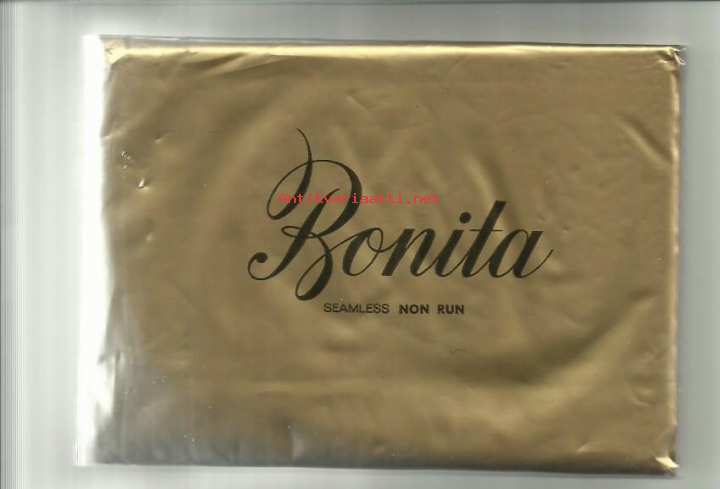 Antikvariaatti.net
Bonita
SEAMLESS NON RUN